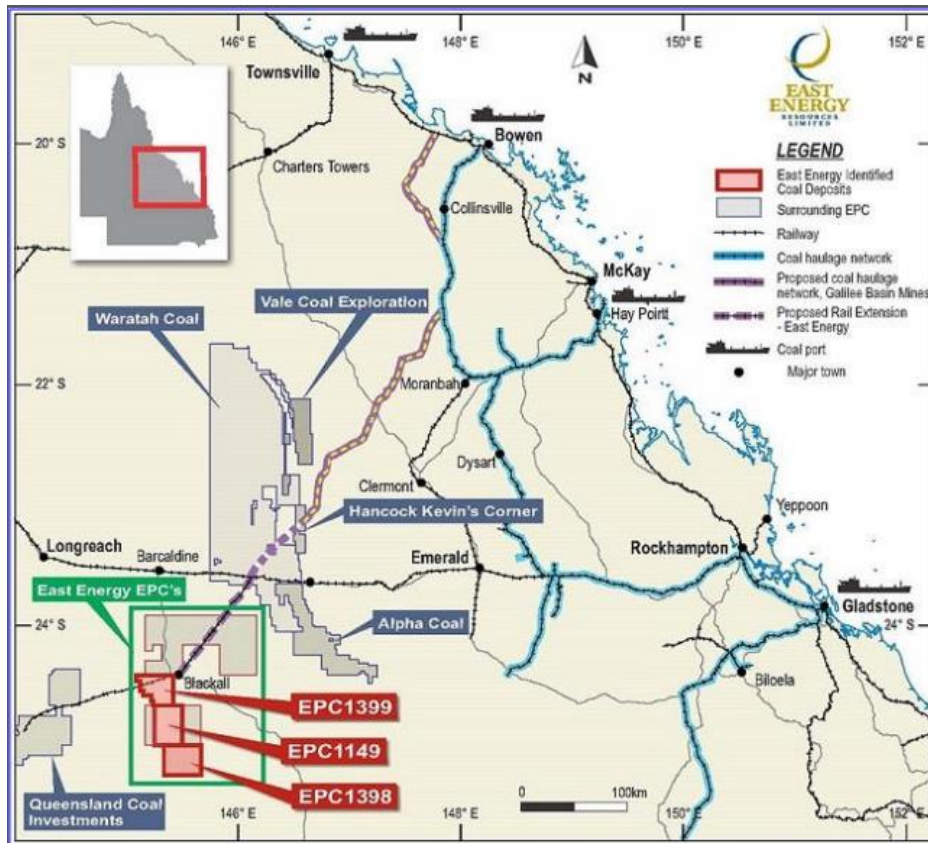 146° E
148° E
150° E
152° E
Townsville
EAST
ENERGY
RESOURCES
LIMITED
20° S
Bowen
Charters Towers
LEGEND
East Energy Identified
Coal Deposits
Surrounding EPC
Railway
Coal haulage network
Proposed coal haulage
network, Galilee Basin Mines
Proposed Rail Extension
- East Energy
Coal port
Major town
Collinsville
McKay
Hay Poirtt
Vale Coal Exploration
Waratah Coal
22° S
Moranbah
Dysart
Clermont
Hancock Kevin's Corner
Yeppoon
Longreach
Barcaldine
Emerald
Rockhampton
East Energy EPC's
24° S
Alpha Coal
Gladstone
24° S
Blackall
Biloela
EPC1399
EPC1149
EPC1398
Queensland Coal
Investments
0
100km
146° E
148° E
150° E
152° E
N